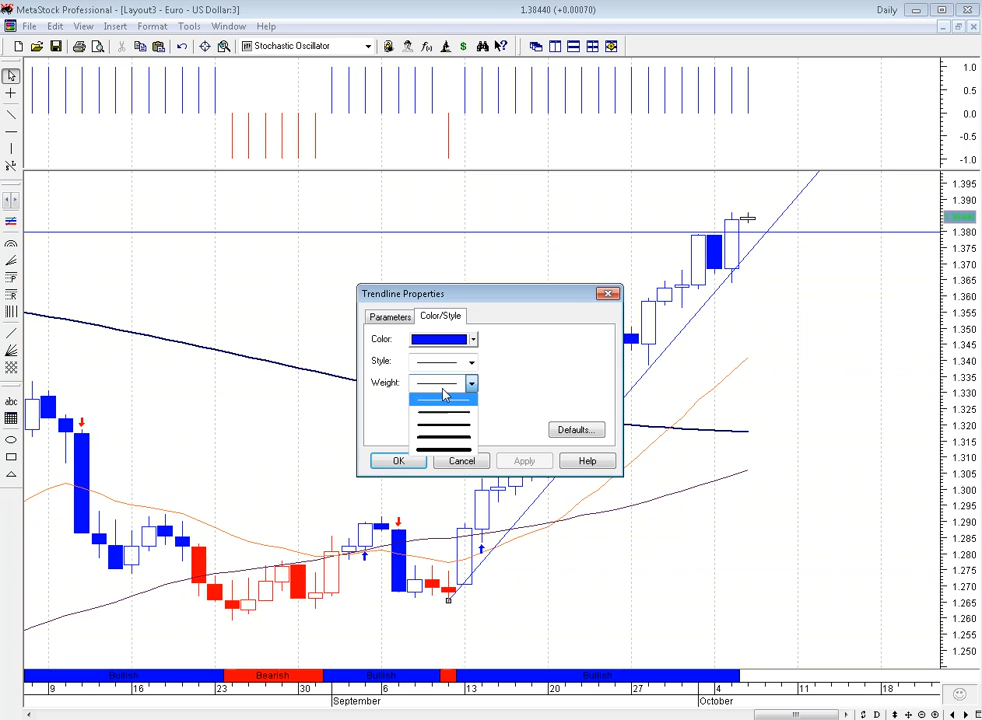 MetaStock Professional - [Layout3 - Euro - US Dollar:3]
1.38440 (+0.00070)
Daily
File Edit View Insert Format Tools Window Help
Stochastic Oscillator
1.0
0.5
0.0
-0.5
-1.0
1.395
1.390
1.380
1.375
1.370
1.365
1.360
1.355
1.350
1.345
1.340
1.335
1.330
1.325
1.320
1.315
1.310
1.305
1.300
1.295
1.290
1.285
1.280
1.275
1.270
1.265
1.260
1.255
1.250
Trendline Properties
Parameters Color/Style
Color:
Style:
Weight:
Defaults...
OK Cancel Apply Help
abc
Bullish Bearish Bullish Bullish
9 16 23 30 6 13 20 27 4 11 18
September October
D